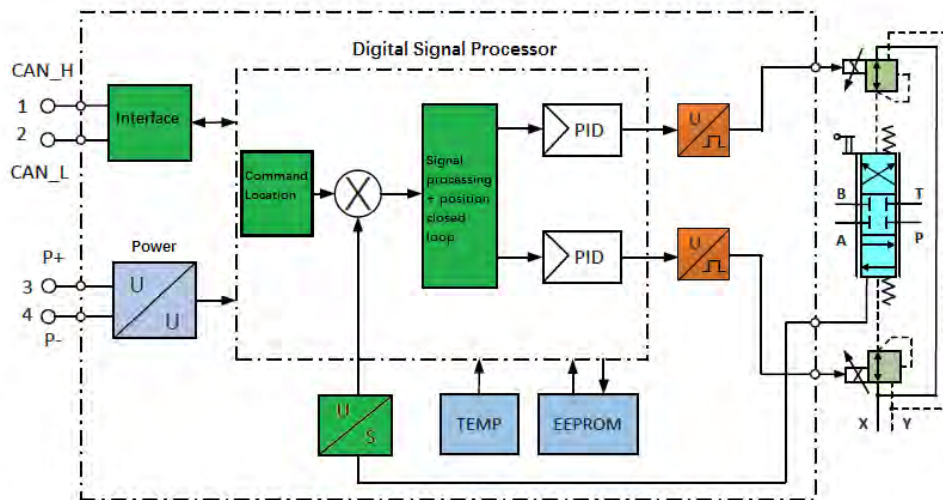 Digital Signal Processor
CAN_H
1
2
CAN_L
Interface
Command
Location
X
Signal
processing
+ position
closed
loop
PID
PID
U
U
P+
3
4
P-
Power
U
U
U
S
TEMP
EEPROM
B
T
A
P
X
Y